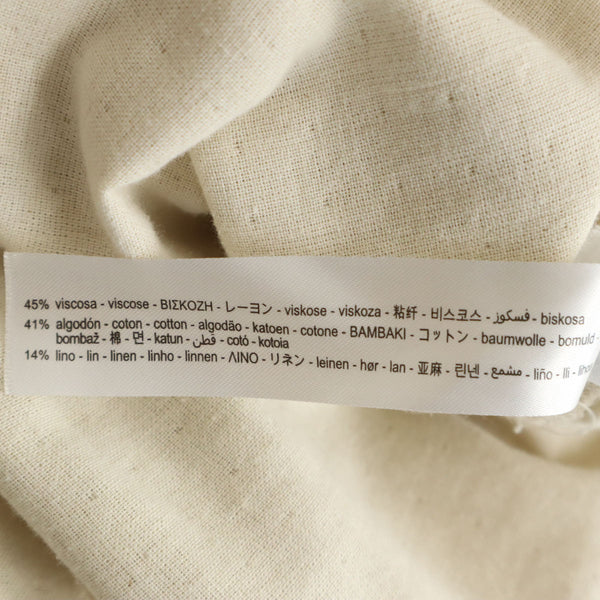 45% viscosa - viscose - ΒΙΣΚΟΖΗ - レーヨン - viskose - viskoza - 粘纤 - 비스코스 - فسكوز - biskosa
41% algodón - coton - cotton - algodão - katoen - cotone - BAMBAKI - コットン - baumwolle - bomuld -
bombaž - 棉 - 면 - katun - قطن - cotó - kotoia
14% lino - lin - linen - linho - linnen - ΛΙΝΟ - リネン - leinen - hør - lan - 亚麻 - 린넨 - مشمع - liño - lli -